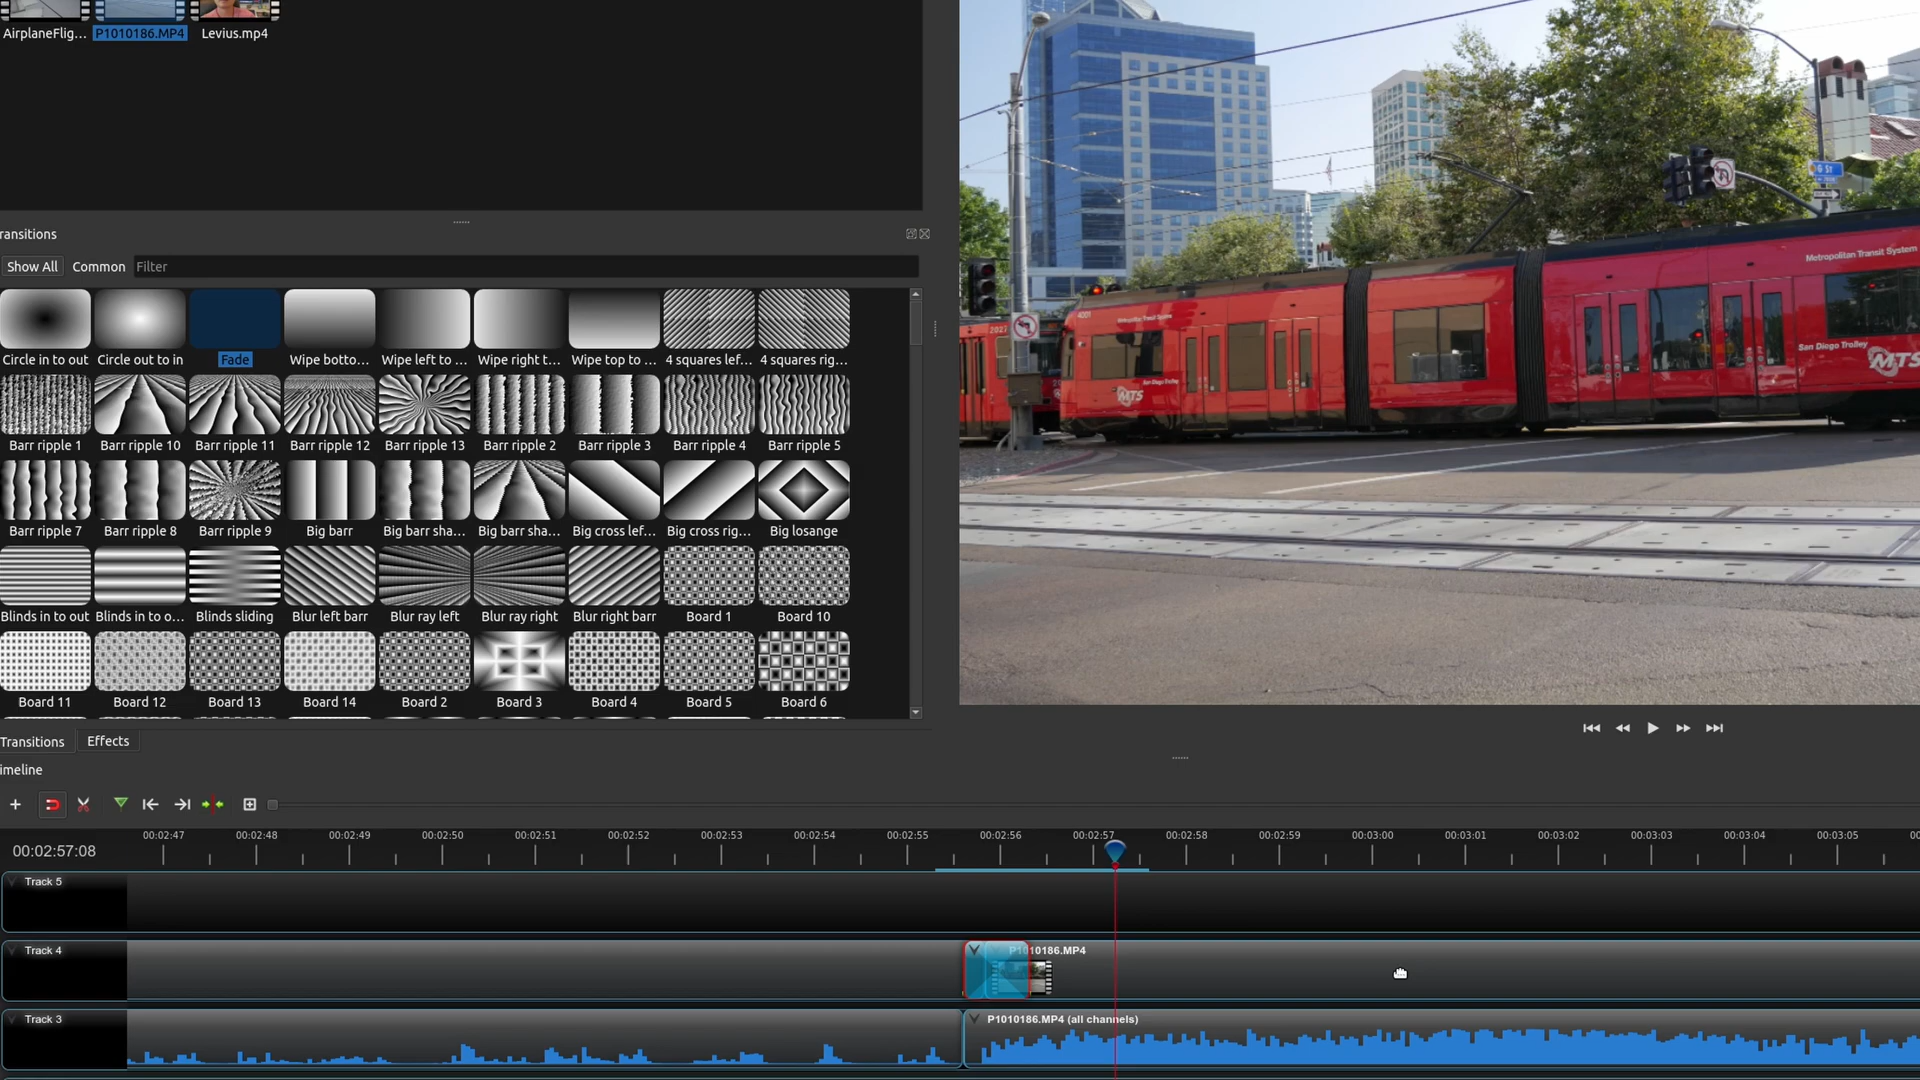 AirplaneFlig... P1010186.MP4 Levius.mp4
ransitions
Show All Common Filter
Circle in to out Circle out to in Fade Wipe botto... Wipe left to ... Wipe right t... Wipe top to ... 4 squares lef... 4 squares rig...
Barr ripple 1 Barr ripple 10 Barr ripple 11 Barr ripple 12 Barr ripple 13 Barr ripple 2 Barr ripple 3 Barr ripple 4 Barr ripple 5
Barr ripple 7 Barr ripple 8 Barr ripple 9 Big barr Big barr sha... Big barr sha... Big cross lef... Big cross rig... Big losange
Blinds in to out Blinds in to o... Blinds sliding Blur left barr Blur ray left Blur ray right Blur right barr Board 1 Board 10
Board 11 Board 12 Board 13 Board 14 Board 2 Board 3 Board 4 Board 5 Board 6
Transitions Effects
G St
Metropolitan Transit System
4001
2027
San Diego Trolley
MTS
San Diego Trolley
MTS
imeline
00:02:47 00:02:48 00:02:49 00:02:50 00:02:51 00:02:52 00:02:53 00:02:54 00:02:55 00:02:56 00:02:57 00:02:58 00:02:59 00:03:00 00:03:01 00:03:02 00:03:03 00:03:04 00:03:05
00:02:57:08
Track 5
Track 4 P1010186.MP4
Track 3 P1010186.MP4 (all channels)